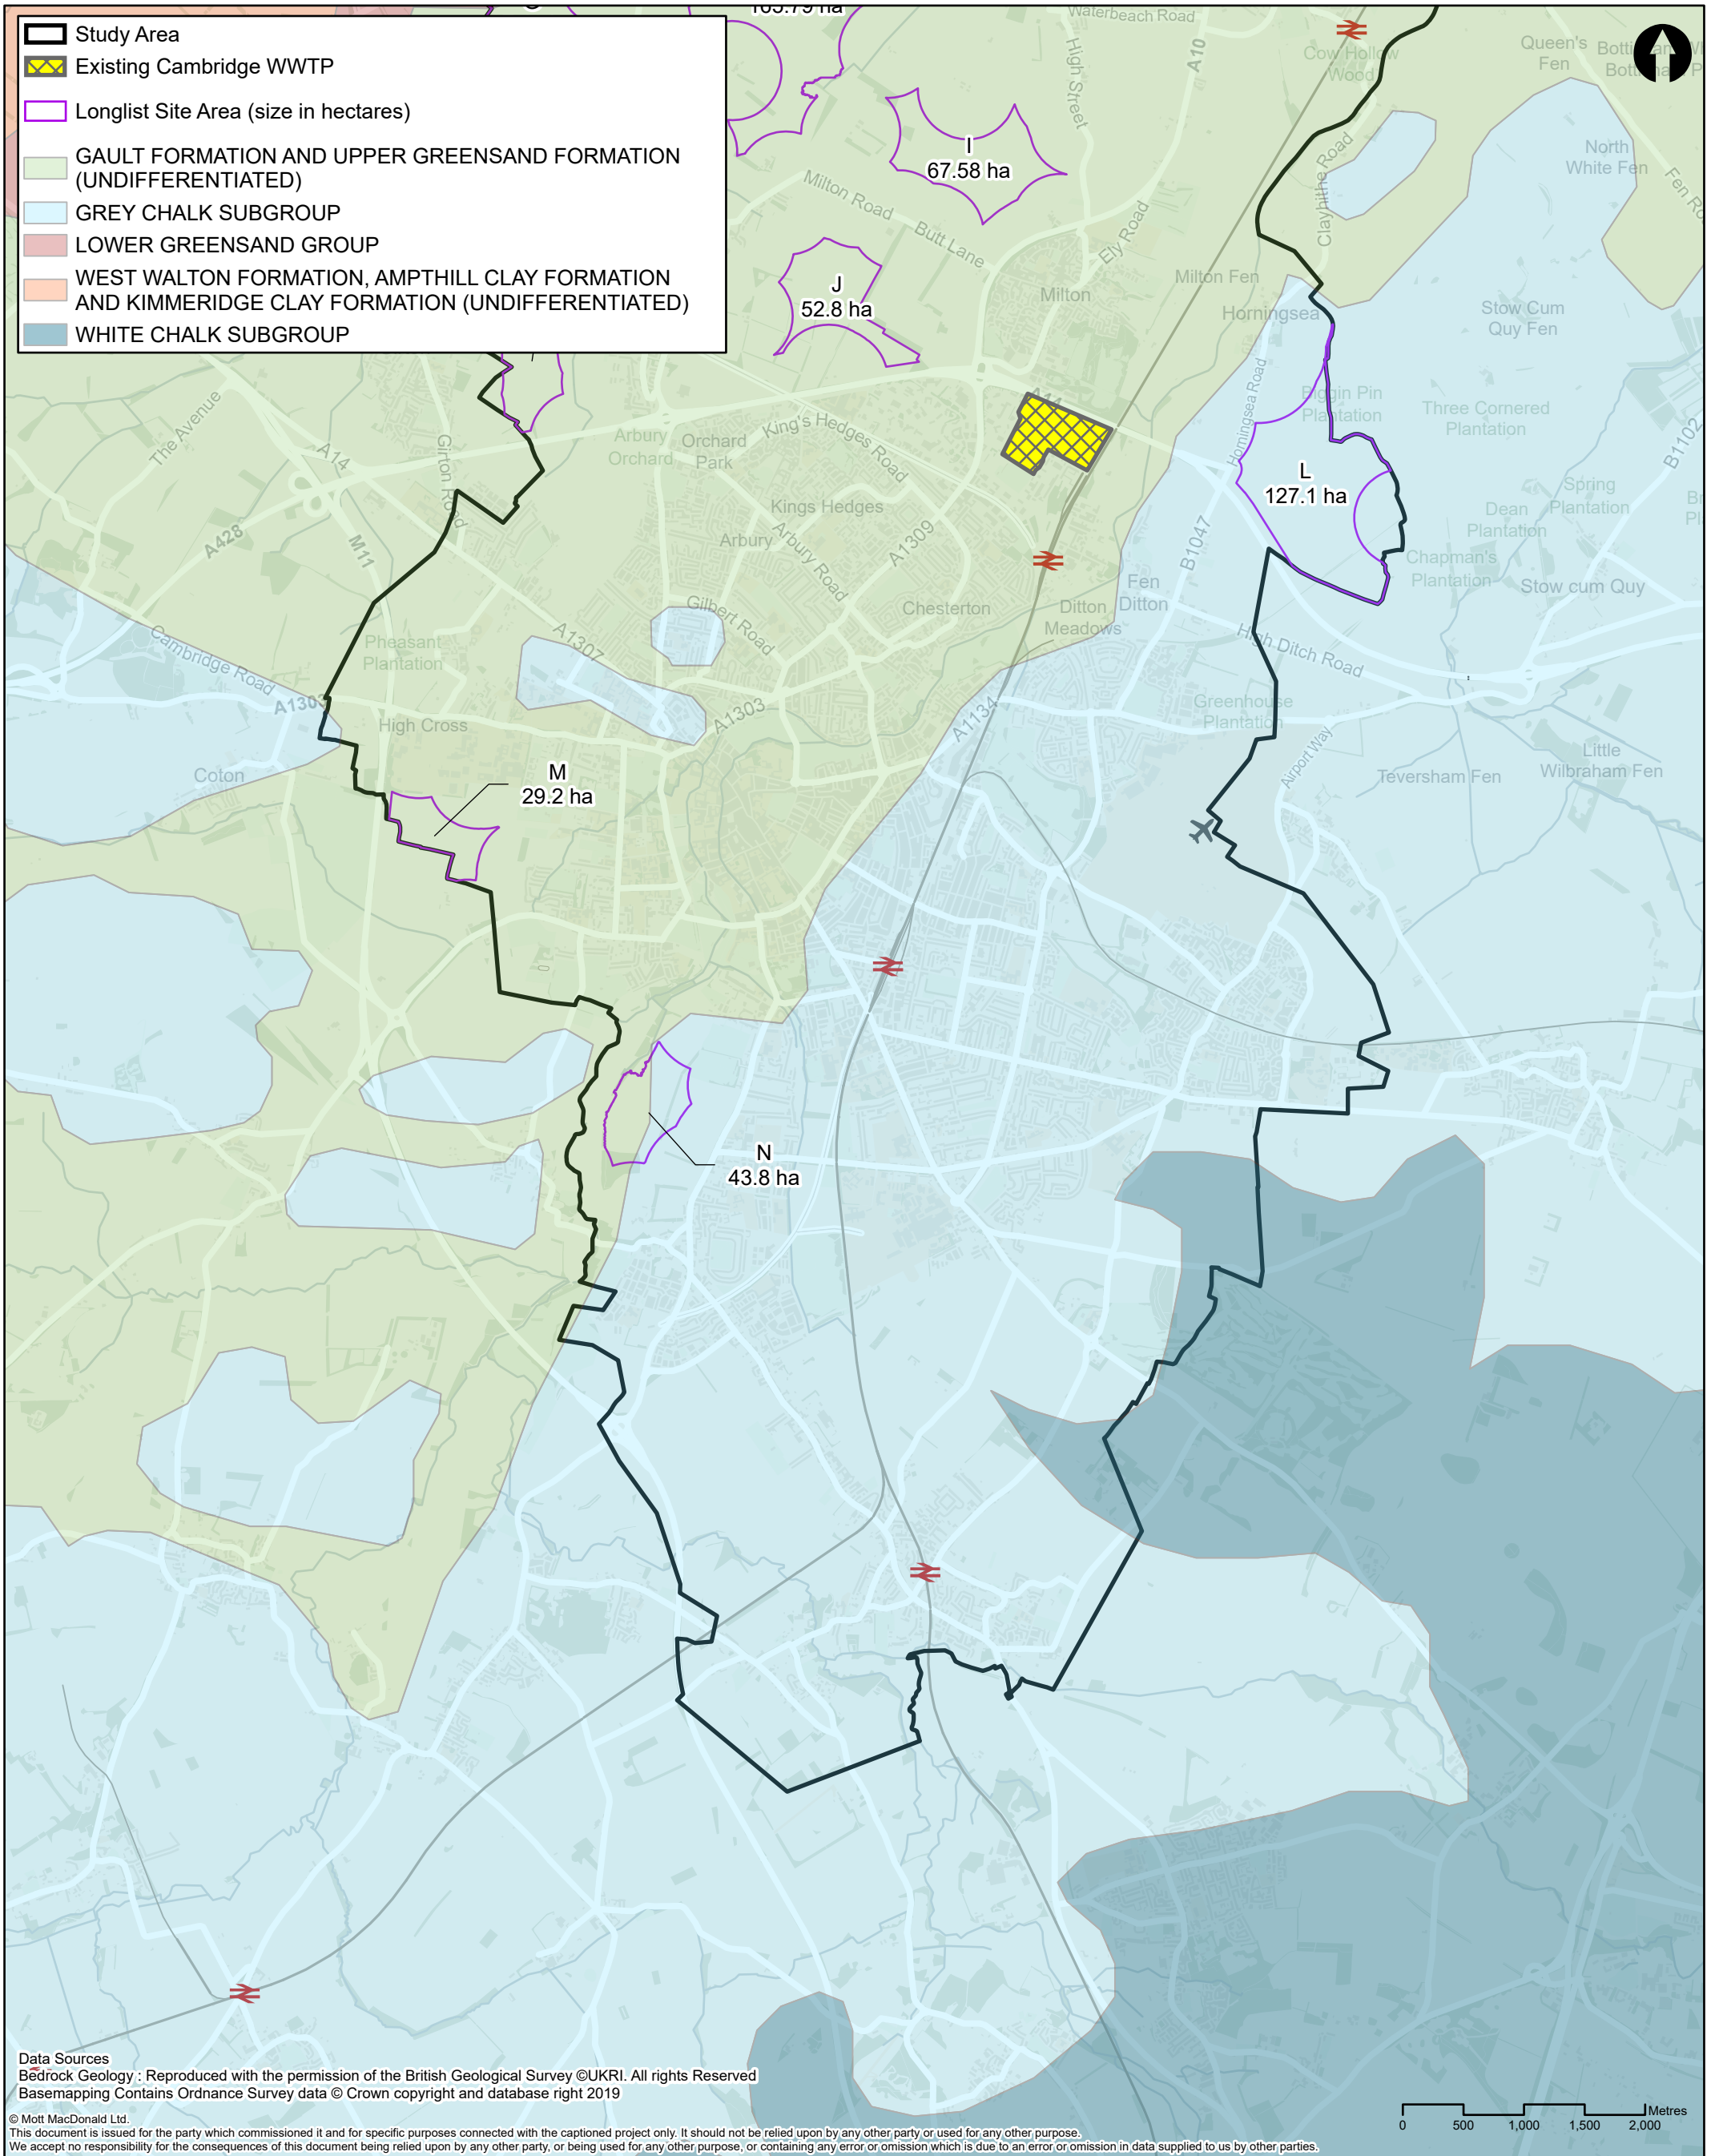 Study Area
Existing Cambridge WWTP
Longlist Site Area (size in hectares)
GAULT FORMATION AND UPPER GREENSAND FORMATION
(UNDIFFERENTIATED)
GREY CHALK SUBGROUP
LOWER GREENSAND GROUP
WEST WALTON FORMATION, AMPTHILL CLAY FORMATION
AND KIMMERIDGE CLAY FORMATION (UNDIFFERENTIATED)
WHITE CHALK SUBGROUP
Waterbeach Road
High Street
A10
Cow Hollow
Wood
Queen's
Fen
North
White Fen
Clayhithe Road
I
67.58 ha
Milton Road
Butt Lane
Ely Road
Milton Fen
Milton
Horningsea
Stow Cum
Quy Fen
J
52.8 ha
Horningsea Road
Biggin Pin
Plantation
Three Cornered
Plantation
B1102
The Avenue
A14
Girton Road
Arbury
Orchard
Orchard
Park
King's Hedges Road
A14
L
127.1 ha
Spring
Plantation
Dean
Plantation
Kings Hedges
Arbury
Arbury Road
A1309
A428
M11
B1047
Chapman's
Plantation
Stow cum Quy
Fen
Ditton
Chesterton
Ditton
Meadows
Gilbert Road
A1307
Pheasant
Plantation
High Ditch Road
Cambridge Road
A1303
High Cross
A1303
A1134
Greenhouse
Plantation
Airport Way
Teversham Fen
Little
Wilbraham Fen
Coton
M
29.2 ha
N
43.8 ha
Data Sources
Bedrock Geology : Reproduced with the permission of the British Geological Survey ©UKRI. All rights Reserved
Basemapping Contains Ordnance Survey data © Crown copyright and database right 2019
© Mott MacDonald Ltd.
This document is issued for the party which commissioned it and for specific purposes connected with the captioned project only. It should not be relied upon by any other party or used for any other purpose.
We accept no responsibility for the consequences of this document being relied upon by any other party, or being used for any other purpose, or containing any error or omission which is due to an error or omission in data supplied to us by other parties.
Metres
0 500 1,000 1,500 2,000